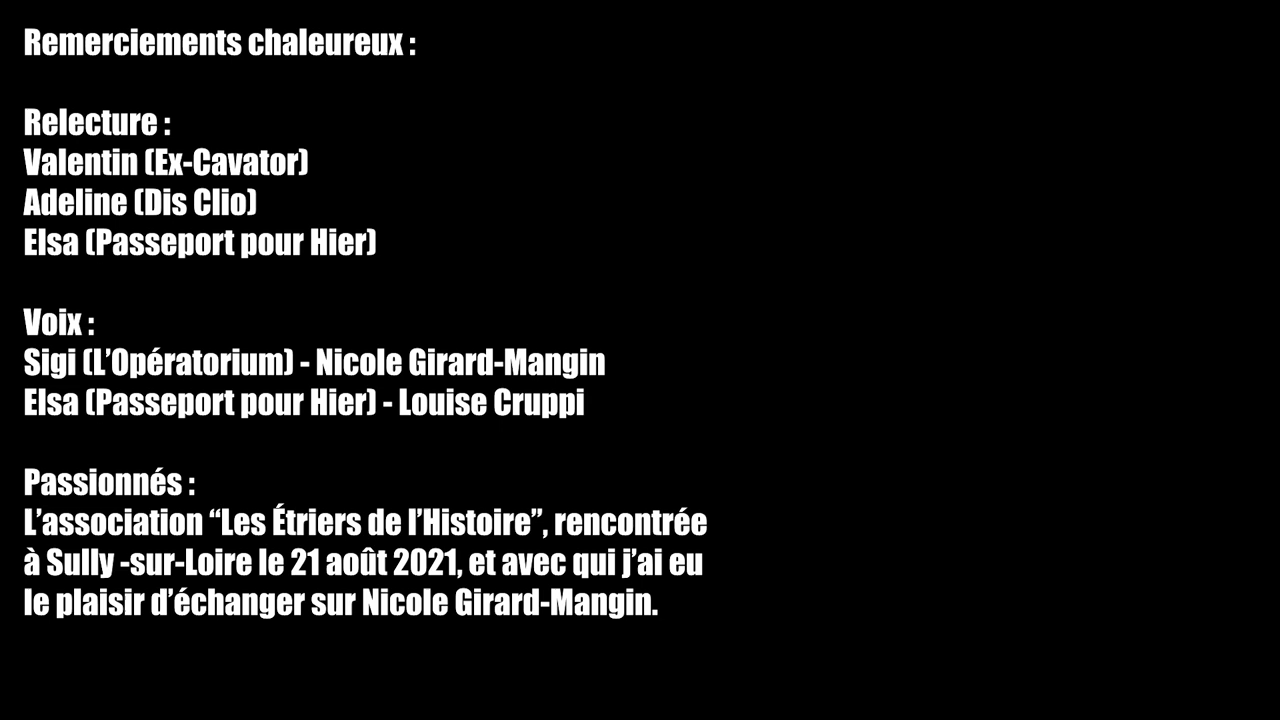 Remerciements chaleureux :
Relecture :
Valentin (Ex-Cavator)
Adeline (Dis Clio)
Elsa (Passeport pour Hier)
Voix :
Sigi (L’Opératorium) - Nicole Girard-Mangin
Elsa (Passeport pour Hier) - Louise Cruppi
Passionnés :
L’association “Les Étriers de l’Histoire”, rencontrée
à Sully -sur-Loire le 21 août 2021, et avec qui j’ai eu
le plaisir d’échanger sur Nicole Girard-Mangin.